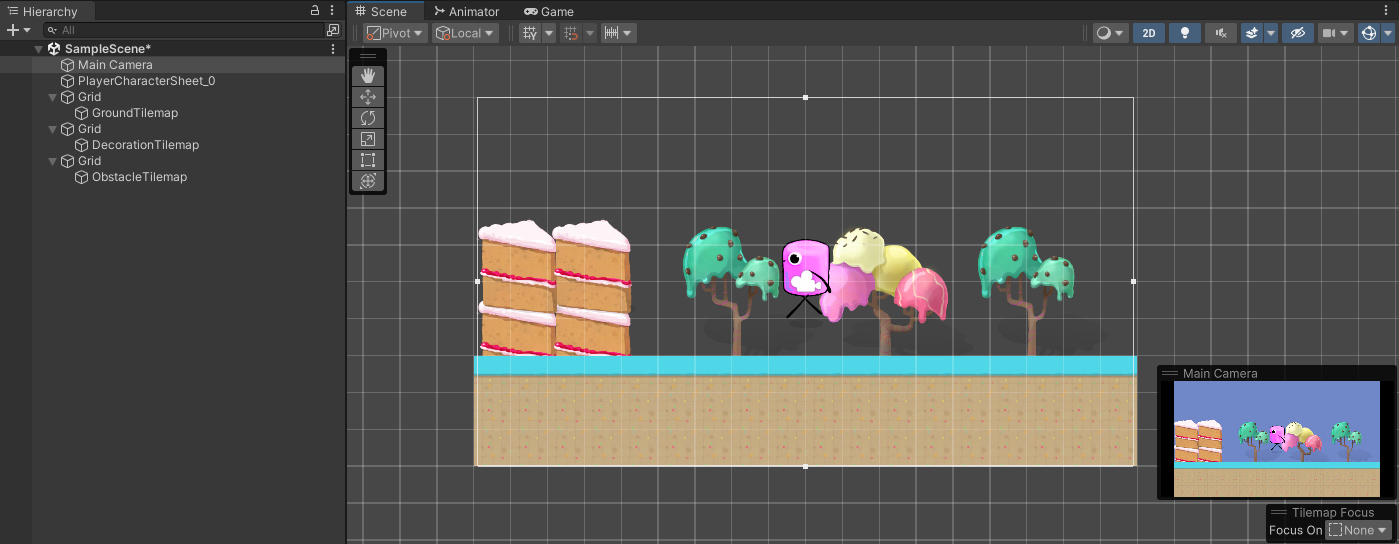 Hierarchy
All
SampleScene*
Main Camera
PlayerCharacterSheet_0
Grid
GroundTilemap
Grid
DecorationTilemap
Grid
ObstacleTilemap
Scene
Animator
Game
Pivot
Local
2D
Main Camera
Tilemap Focus
Focus On
None